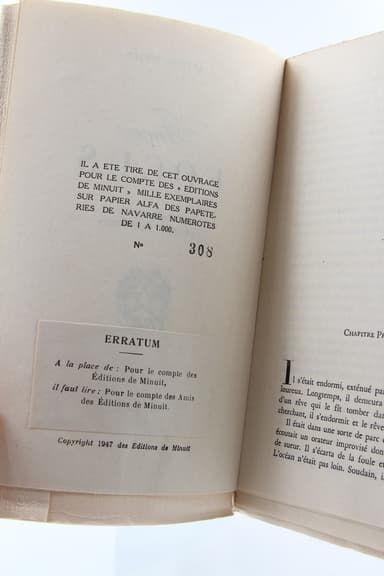 IL A ETE TIRE DE CET OUVRAGE
POUR LE COMPTE DES « EDITIONS
DE MINUIT » MILLE EXEMPLAIRES
SUR PAPIER ALFA DES PAPETE-
RIES DE NAVARRE NUMEROTES
DE 1 A 1.000.
N° 308
ERRATUM
A la place de : Pour le compte des
Éditions de Minuit,
il faut lire : Pour le compte des Amis
des Éditions de Minuit.
Copyright 1947 des Editions de Minuit
CHAPITRE
Il s'était endormi, exténué
loureux. Longtemps, il demeura
d'un rêve qui le fit tomber dans
cherchant, il s'endormit et le rêve
Il était dans une sorte de parc
écoutait un orateur improvisé
de sueur. Il s'écarta de la foule et
L'océan n'était pas loin. Soudain,